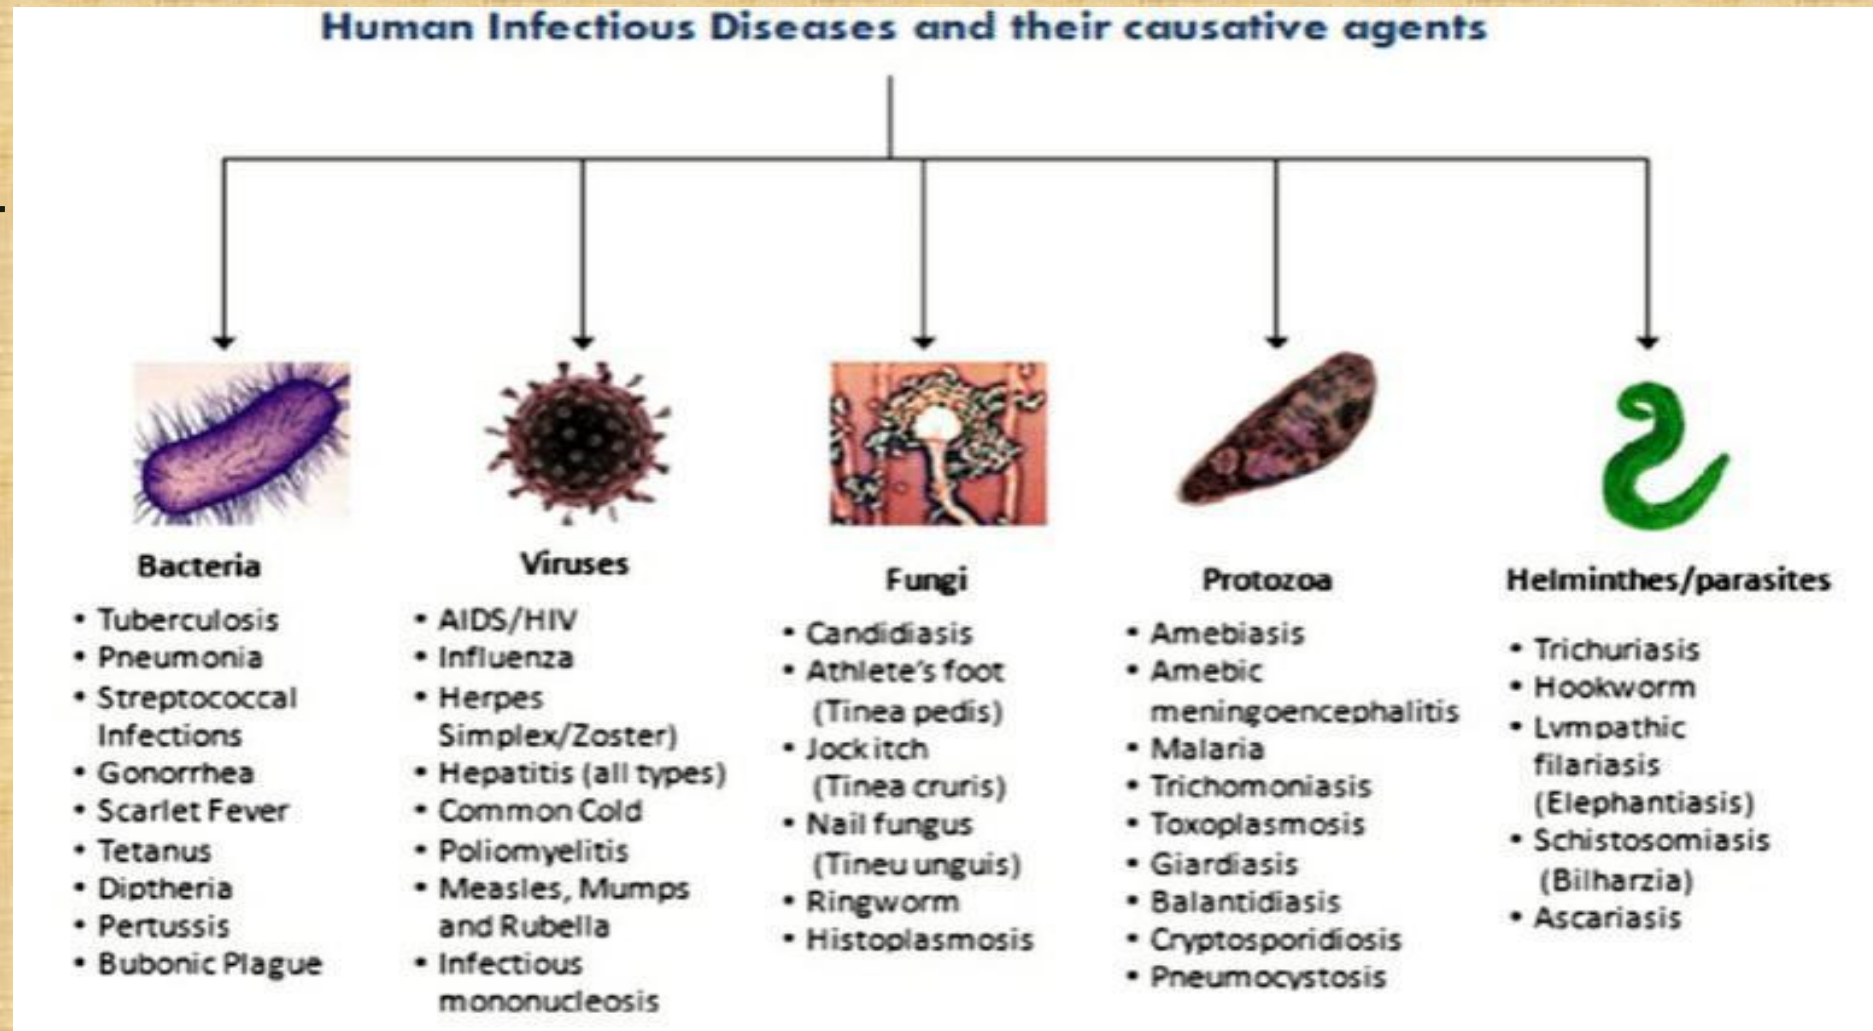 Human Infectious Diseases and their causative agents
Bacteria
• Tuberculosis
• Pneumonia
• Streptococcal
Infections
• Gonorrhea
• Scarlet Fever
• Tetanus
• Diptheria
• Pertussis
• Bubonic Plague
Viruses
• AIDS/HIV
• Influenza
• Herpes
Simplex/Zoster)
• Hepatitis (all types)
• Common Cold
• Poliomyelitis
• Measles, Mumps
and Rubella
• Infectious
mononucleosis
Fungi
• Candidiasis
• Athlete's foot
(Tinea pedis)
• Jock itch
(Tinea cruris)
• Nail fungus
(Tineu unguis)
• Ringworm
• Histoplasmosis
Protozoa
• Amebiasis
• Amebic
meningoencephalitis
• Malaria
• Trichomoniasis
• Toxoplasmosis
• Giardiasis
• Balantidiasis
• Cryptosporidiosis
• Pneumocystosis
Helminthes/parasites
• Trichuriasis
• Hookworm
• Lympathic
filariasis
(Elephantiasis)
• Schistosomiasis
(Bilharzia)
• Ascariasis